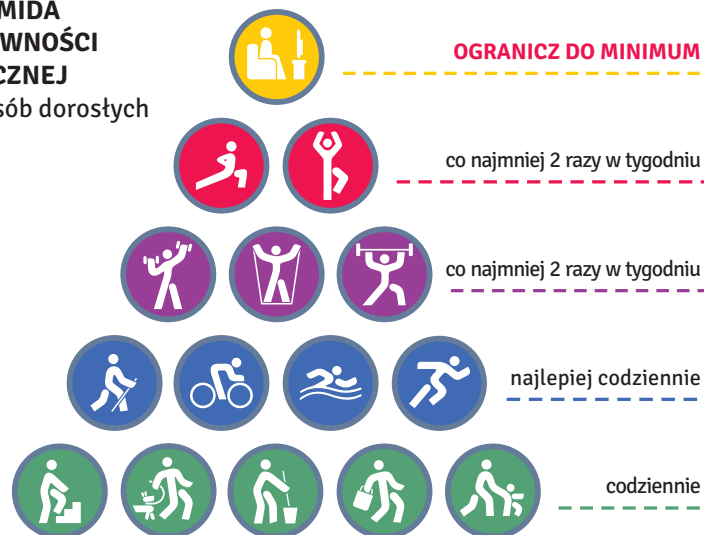 MIDA
WNOŚCI
CZNEJ
sób dorosłych
OGRANICZ DO MINIMUM
co najmniej 2 razy w tygodniu
co najmniej 2 razy w tygodniu
najlepiej codziennie
codziennie